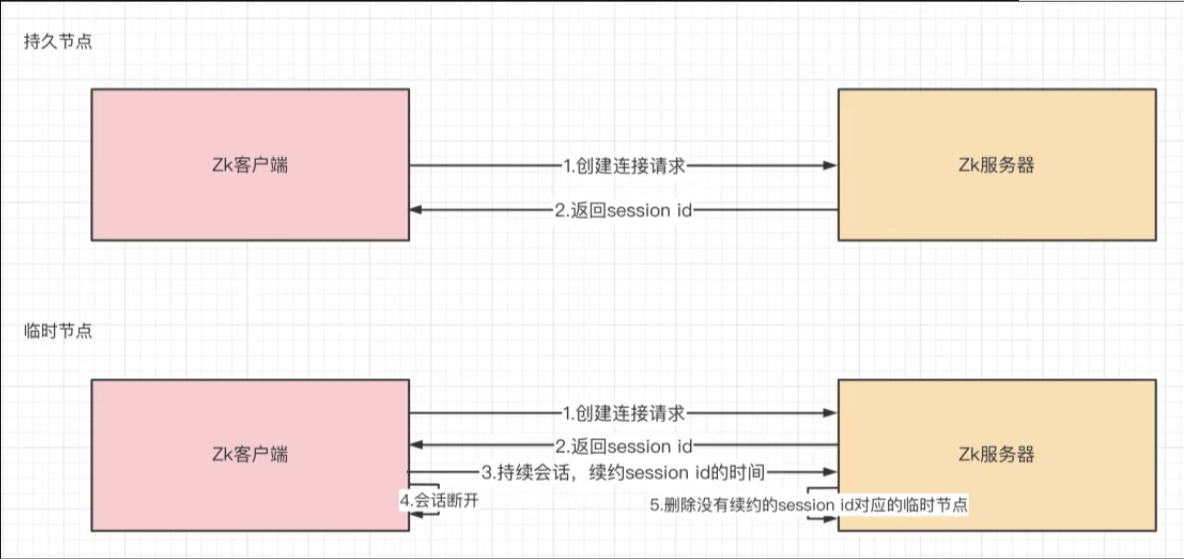 持久节点
Zk客户端
1.创建连接请求
Zk服务器
2.返回session id
临时节点
1.创建连接请求
2.返回session id
Zk客户端
Zk服务器
3.持续会话，续约session id的时间
4.会话断开
5.删除没有续约的session id对应的临时节点